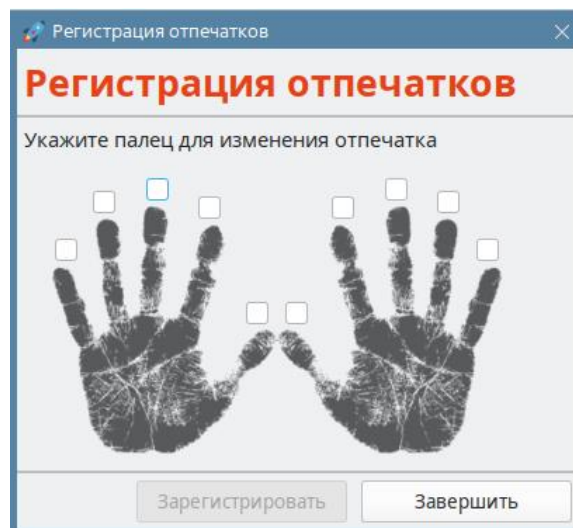 Регистрация отпечатков
Регистрация отпечатков
Укажите палец для изменения отпечатка
Зарегистрировать
Завершить